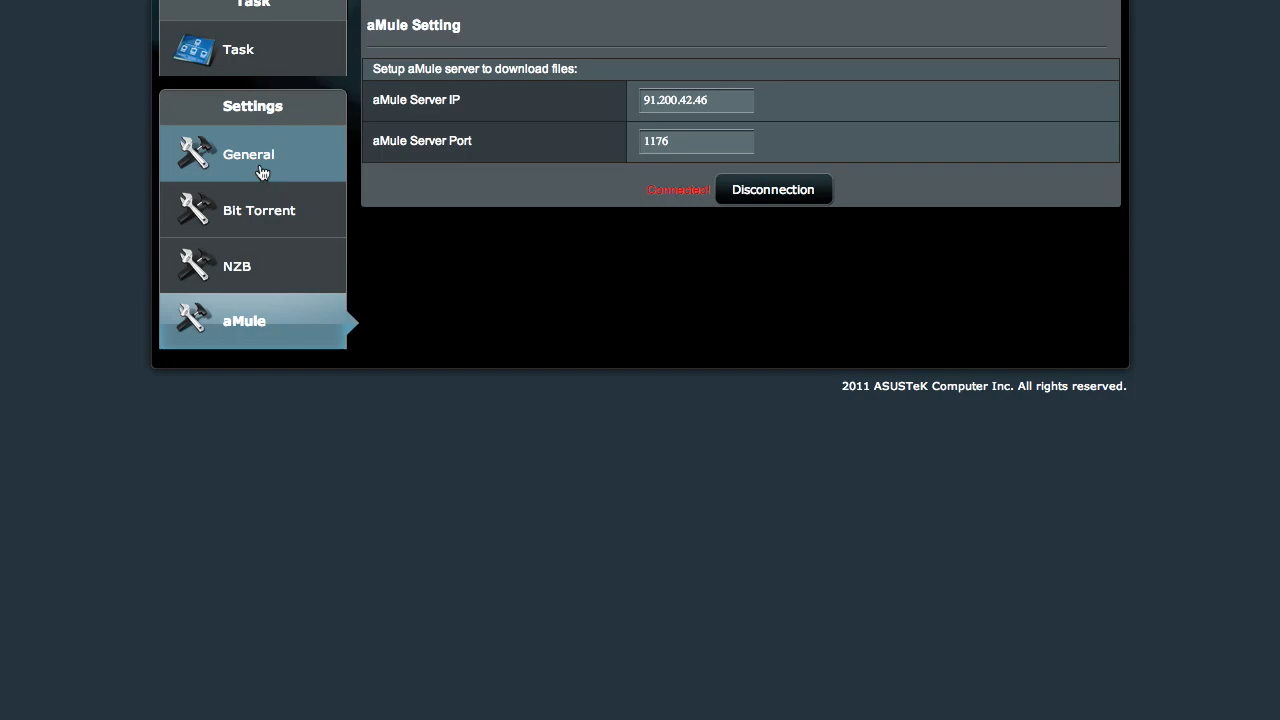 Task
Task
Settings
General
Bit Torrent
NZB
aMule
aMule Setting
Setup aMule server to download files:
aMule Server IP 91.200.42.46
aMule Server Port 1176
Connected! Disconnection
2011 ASUSTeK Computer Inc. All rights reserved.